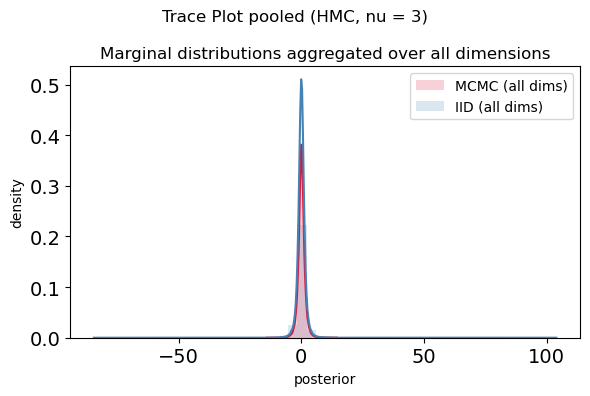 Trace Plot pooled (HMC, nu = 3)
Marginal distributions aggregated over all dimensions
MCMC (all dims)
IID (all dims)
density
0.5
0.4
0.3
0.2
0.1
0.0
−50
0
50
100
posterior